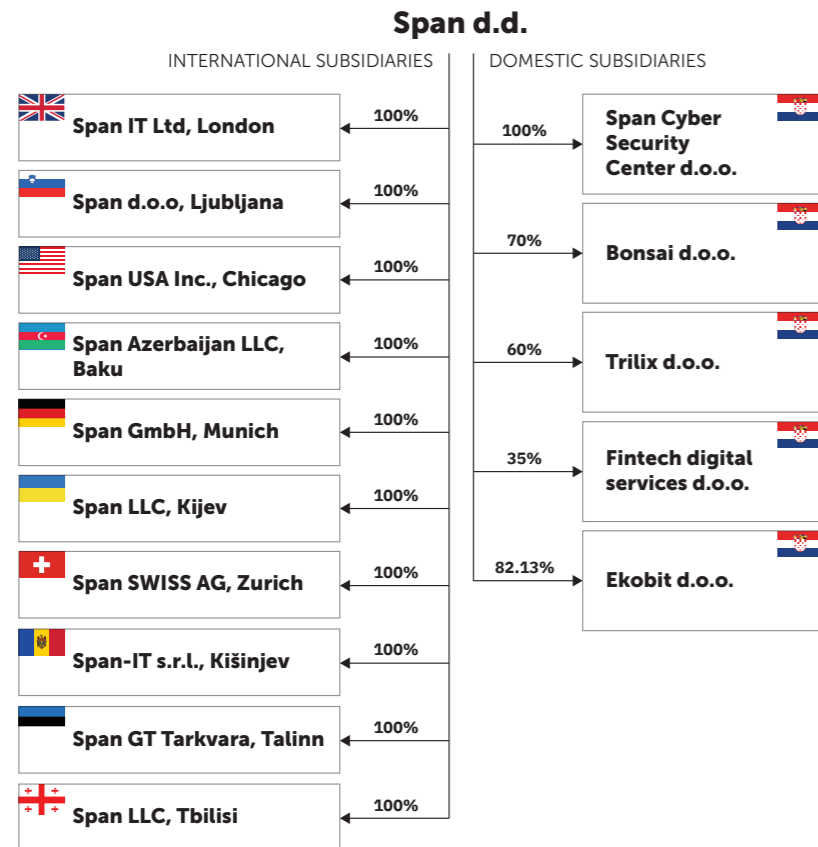 Span d.d.
INTERNATIONAL SUBSIDIARIES
Span IT Ltd, London
100%
Span d.o.o, Ljubljana
100%
Span USA Inc., Chicago
100%
Span Azerbaijan LLC,
Baku
100%
Span GmbH, Munich
100%
Span LLC, Kijev
100%
Span SWISS AG, Zurich
100%
Span-IT s.r.l., Kišinjev
100%
Span GT Tarkvara, Talinn
100%
Span LLC, Tbilisi
100%
DOMESTIC SUBSIDIARIES
100%
Span Cyber
Security
Center d.o.o.
70%
Bonsai d.o.o.
60%
Trilix d.o.o.
35%
Fintech digital
services d.o.o.
82.13%
Ekobit d.o.o.